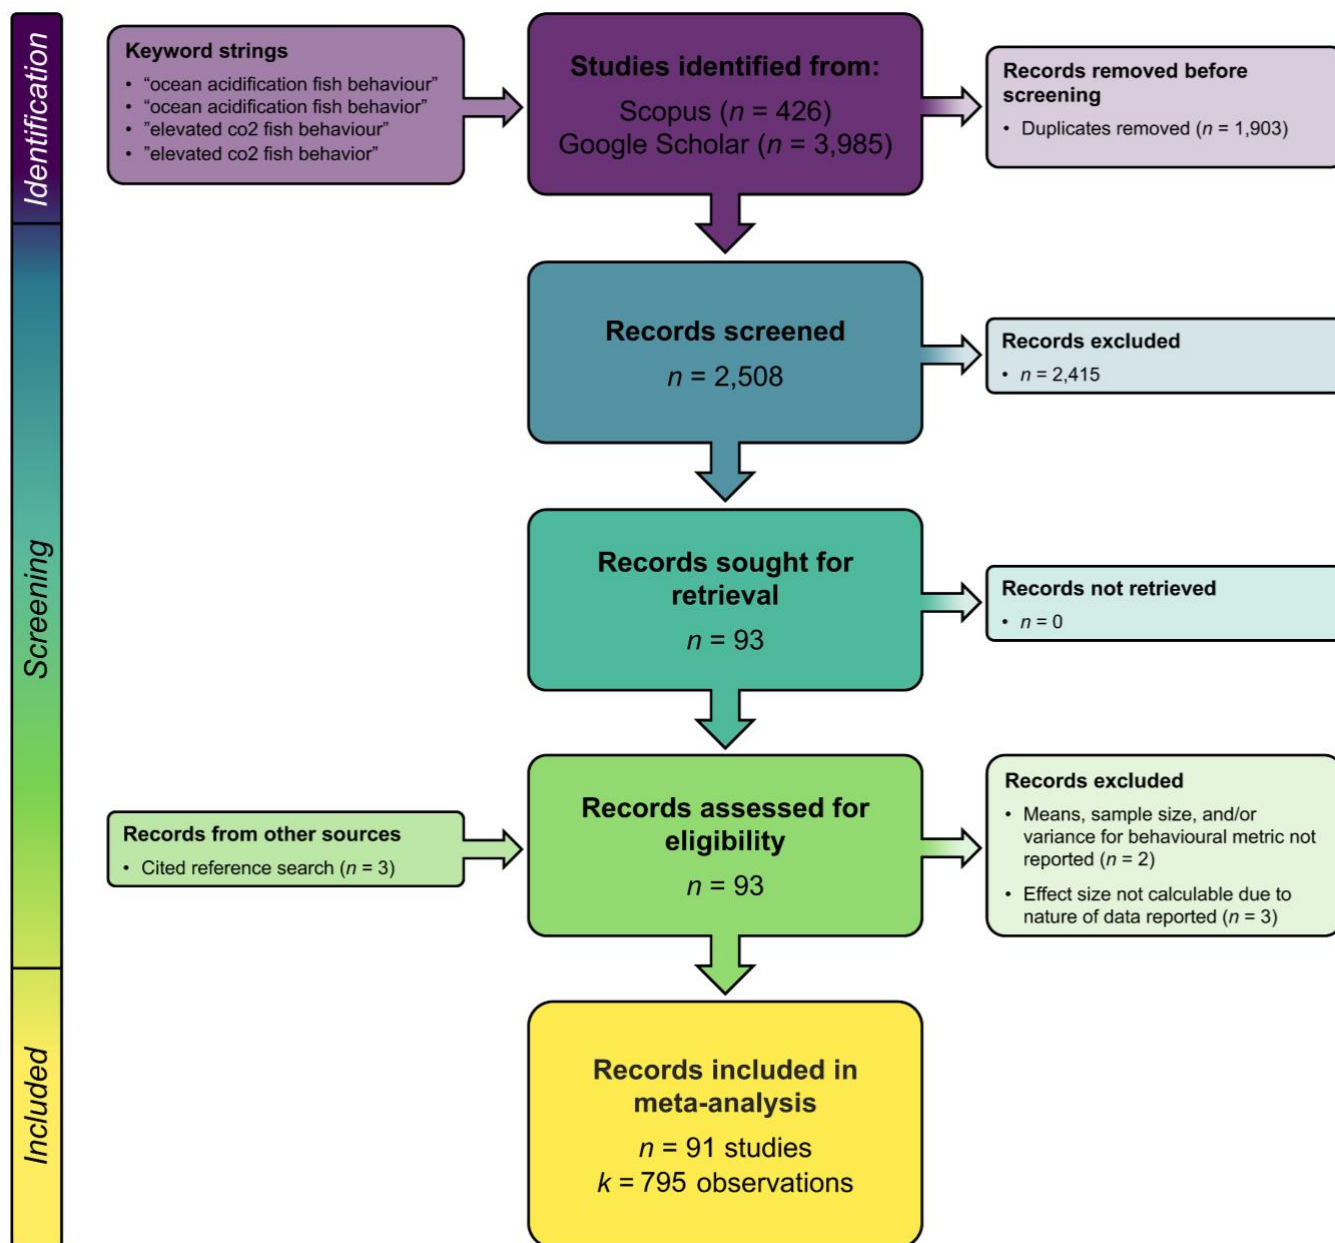 Identification
Keyword strings
• "ocean acidification fish behaviour"
• "ocean acidification fish behavior"
• "elevated co2 fish behaviour"
• "elevated co2 fish behavior"
Studies identified from:
Scopus (n = 426)
Google Scholar (n = 3,985)
Records removed before
screening
• Duplicates removed (n = 1,903)
Screening
Records screened
n = 2,508
Records excluded
• n = 2,415
Records sought for
retrieval
n = 93
Records not retrieved
• n = 0
Records from other sources
• Cited reference search (n = 3)
Records assessed for
eligibility
n = 93
Records excluded
• Means, sample size, and/or
variance for behavioural metric not
reported (n = 2)
• Effect size not calculable due to
nature of data reported (n = 3)
Included
Records included in
meta-analysis
n = 91 studies
k = 795 observations